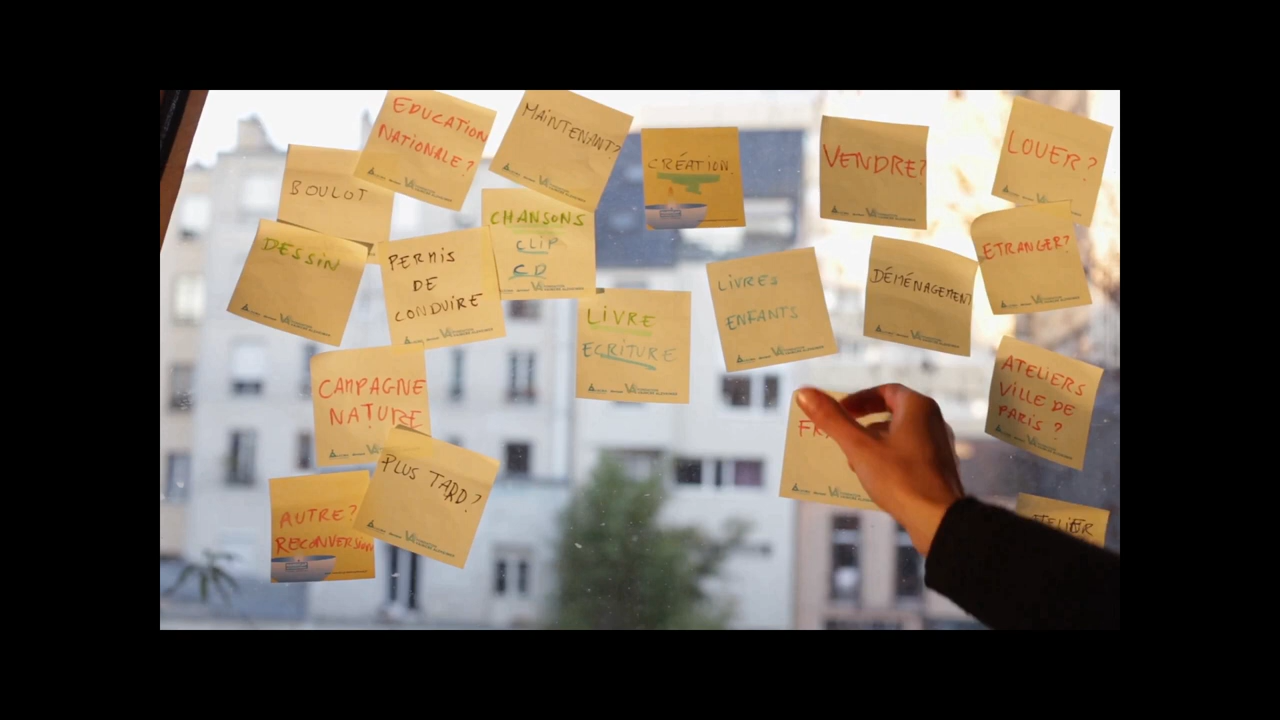 EDUCATION
NATIONALE ?
MAINTENANT?
CRÉATION
VENDRE?
LOUER ?
BOULOT
CHANSONS
CLIP
CD
DESSIN
PERMIS
DE
CONDUIRE
LIVRE
ECRITURE
LIVRES
ENFANTS
DÉMÉNAGEMENT
ETRANGER?
CAMPAGNE
NATURE
ATELIERS
VILLE DE
PARIS ?
PLUS TARD ?
AUTRE?
RECONVERSION
ATELIER